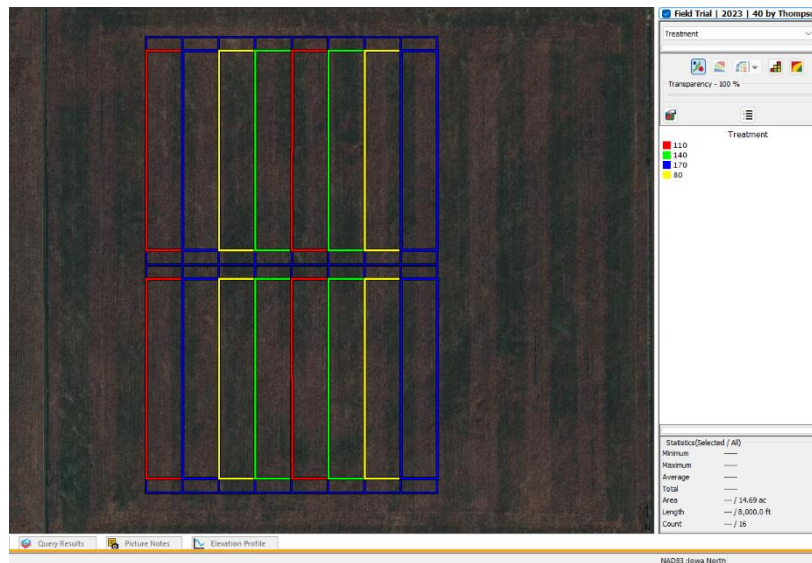 Field Trial | 2023 | 40 by Thompso
Treatment
Transparency - 100 %
Treatment
110
140
170
80
Statistics(Selected / All)
Minimum -----
Maximum -----
Average -----
Total -----
Area --- / 14.69 ac
Length --- / 8,000.0 ft
Count --- / 16
Query Results Picture Notes Elevation Profile
NAD83 :Iowa North